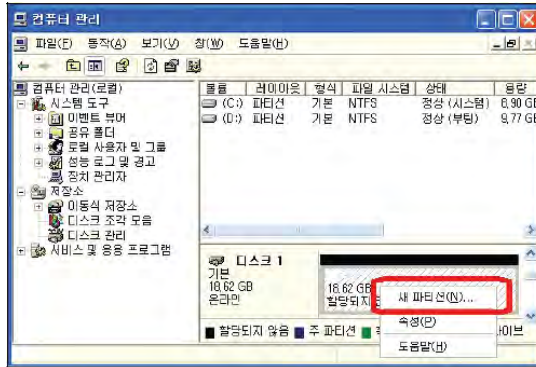 컴퓨터 관리
파일(F) 동작(A) 보기(V) 창(W) 도움말(H)
컴퓨터 관리(로컬)
시스템 도구
이벤트 뷰어
공유 폴더
로컬 사용자 및 그룹
성능 로그 및 경고
장치 관리자
저장소
이동식 저장소
디스크 조각 모음
디스크 관리
서비스 및 응용 프로그램
볼륨 레이아웃 형식 파일 시스템 상태 용량
(C:) 파티션 기본 NTFS 정상 (시스템) 8,90 GB
(D:) 파티션 기본 NTFS 정상 (부팅) 9,77 GB
디스크 1
기본
18,62 GB
온라인
18,62 GB
할당되지
새 파티션(N)...
속성(P)
도움말(H)
할당되지 않음 주 파티션